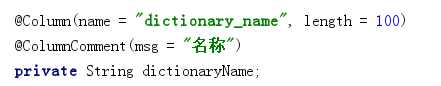 @Column(name = "dictionary_name", length = 100)
@ColumnComment(msg = "名称")
private String dictionaryName;